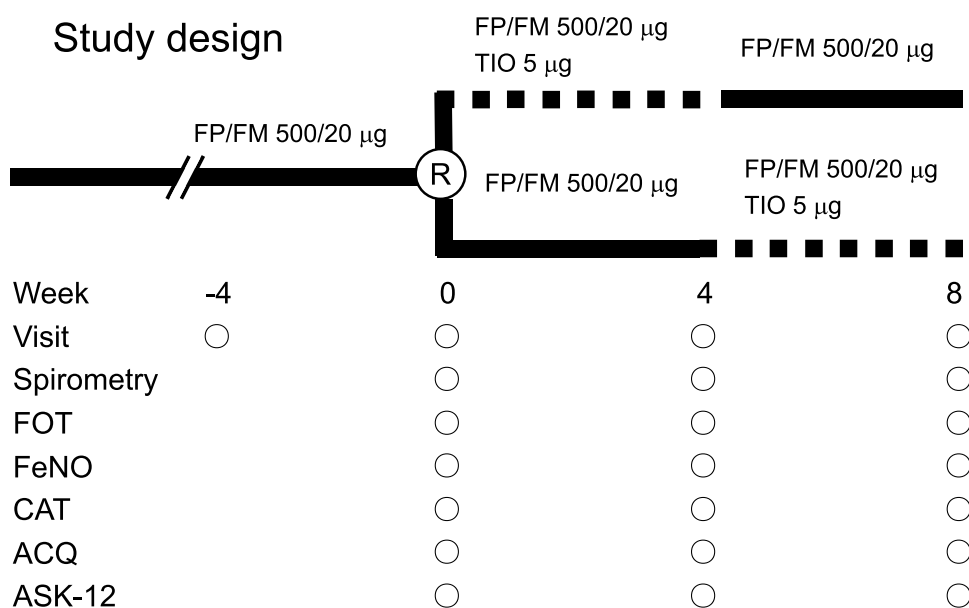 Study design
FP/FM 500/20 μg
TIO 5 μg
FP/FM 500/20 μg
FP/FM 500/20 μg
R
FP/FM 500/20 μg
FP/FM 500/20 μg
TIO 5 μg
Week -4 0 4 8
Visit
Spirometry
FOT
FeNO
CAT
ACQ
ASK-12